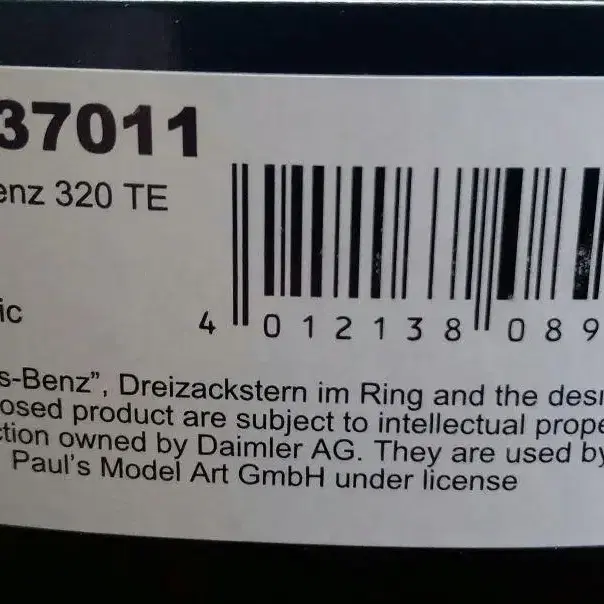 37011
enz 320 TE
ic
4 012138 089
s-Benz”, Dreizackstern im Ring and the desi
osed product are subject to intellectual prope
ction owned by Daimler AG. They are used by
Paul’s Model Art GmbH under license